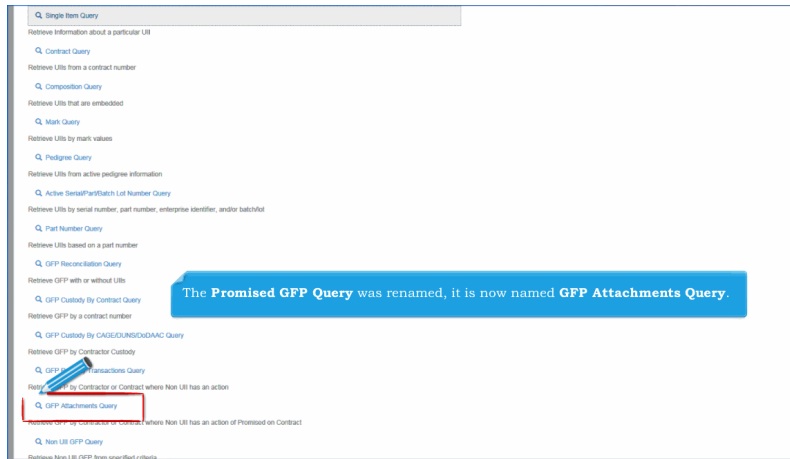 Single Item Query
Retrieve Information about a particular UII
Contract Query
Retrieve UIIs from a contract number
Composition Query
Retrieve UIIs that are embedded
Mark Query
Retrieve UIIs by mark values
Pedigree Query
Retrieve UIIs from active pedigree information
Active Serial/Part/Batch Lot Number Query
Retrieve UIIs by serial number, part number, enterprise identifier, and/or batch/lot
Part Number Query
Retrieve UIIs based on a part number
GFP Reconciliation Query
Retrieve GFP with or without UIIs
The Promised GFP Query was renamed, it is now named GFP Attachments Query.
GFP Custody By Contract Query
Retrieve GFP by a contract number
GFP Custody By CAGE/DUNS/DoDAAC Query
Retrieve GFP by Contractor Custody
GFP Transactions Query
GFP by Contractor or Contract where Non UII has an action
GFP Attachments Query
Retrieve GFP by Contractor or Contract where Non UII has an action of Promised on Contract
Non UII GFP Query
Retrieve Non UII GFP from specified criteria